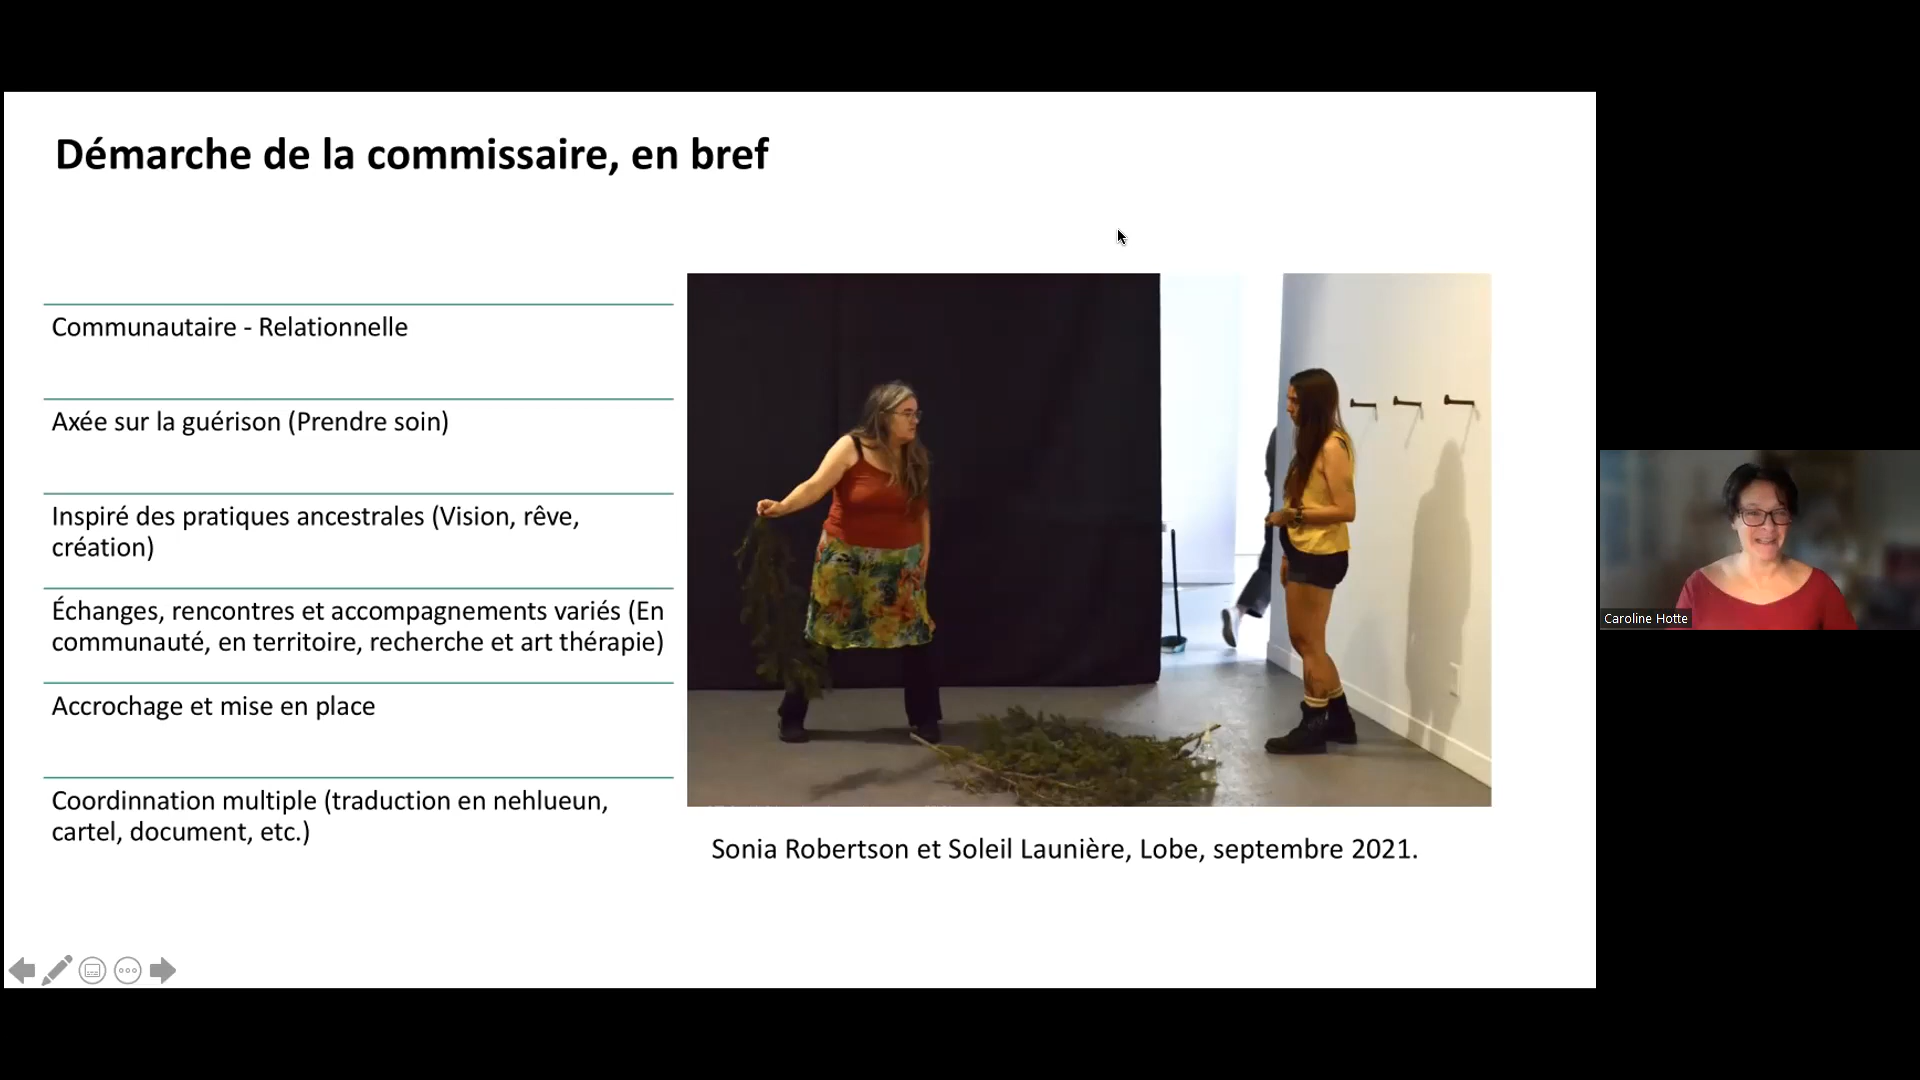 Démarche de la commissaire, en bref
Communautaire - Relationnelle
Axée sur la guérison (Prendre soin)
Inspiré des pratiques ancestrales (Vision, rêve,
création)
Échanges, rencontres et accompagnements variés (En
communauté, en territoire, recherche et art thérapie)
Accrochage et mise en place
Coordinnation multiple (traduction en nehlueun,
cartel, document, etc.)
Sonia Robertson et Soleil Launière, Lobe, septembre 2021.
Caroline Hotte